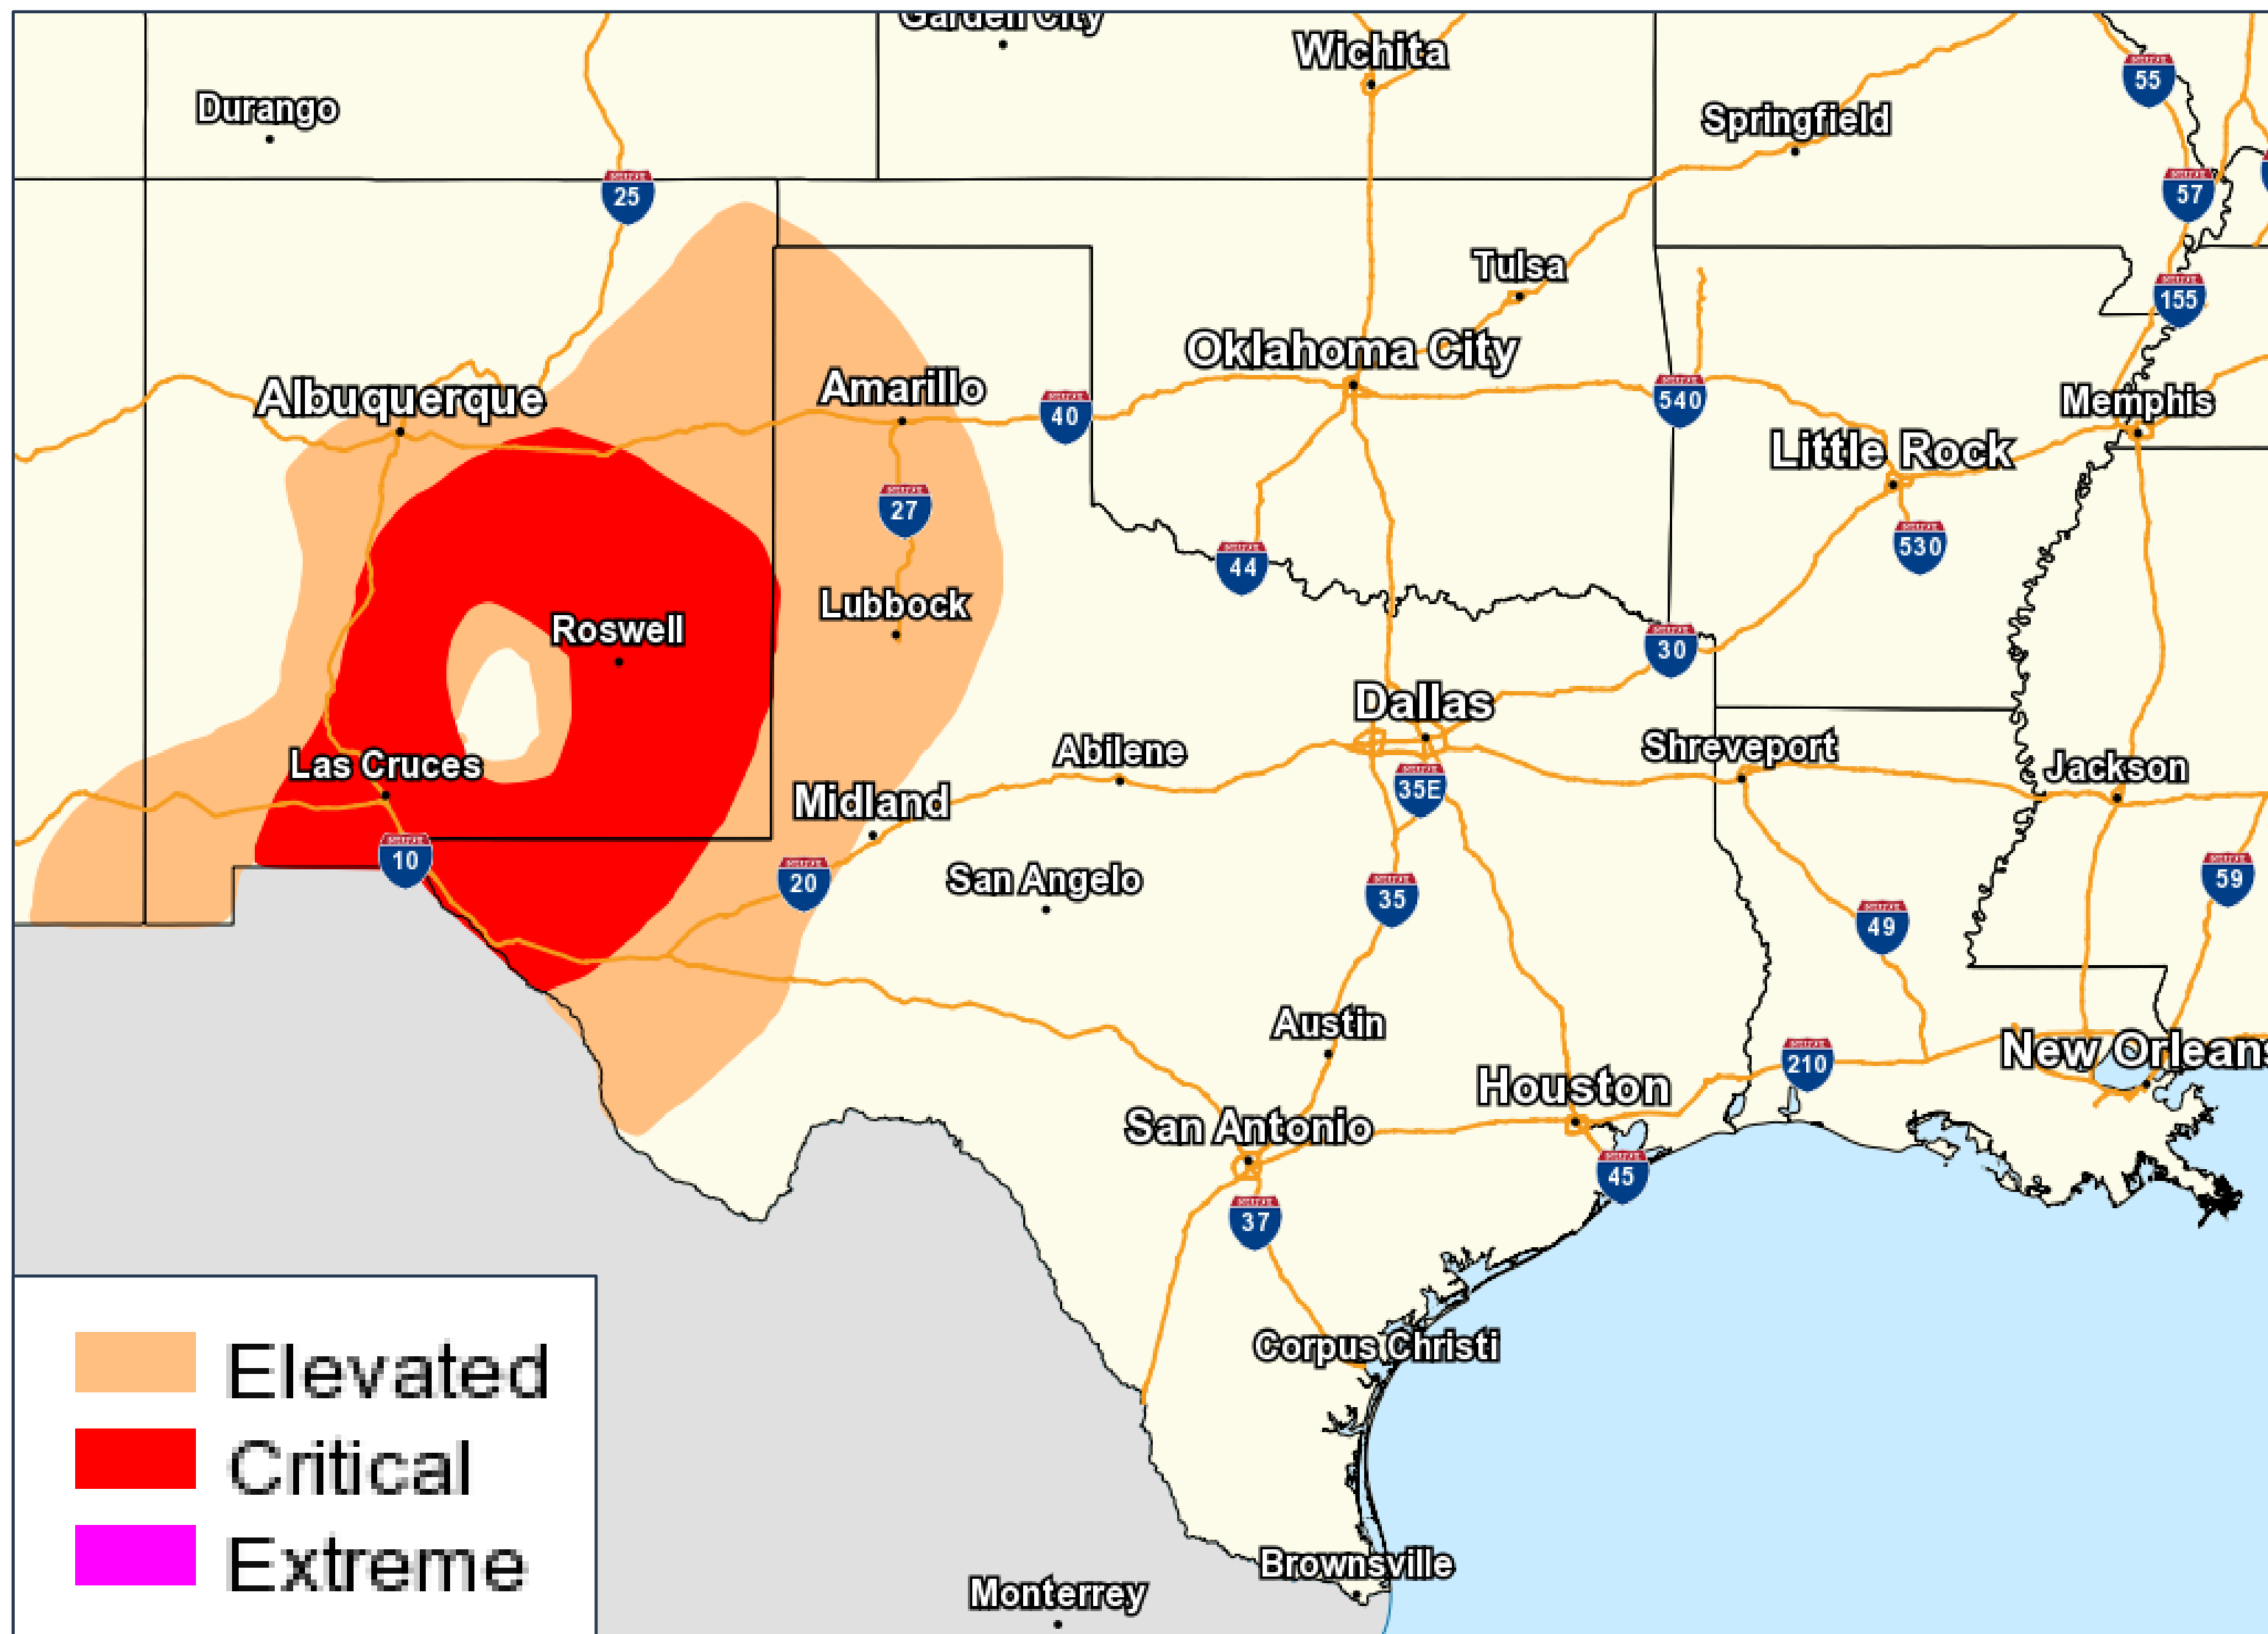 Garden City
Wichita
55
Durango
Springfield
25
57
Tulsa
155
Oklahoma City
Albuquerque
Amarillo
40
540
Memphis
Little Rock
27
530
44
Lubbock
Roswell
30
Dallas
Las Cruces
Abilene
Shreveport
Jackson
Midland
35E
10
20
San Angelo
35
59
49
Austin
210
New Orleans
Houston
San Antonio
45
37
Corpus Christi
Elevated
Critical
Extreme
Brownsville
Monterrey